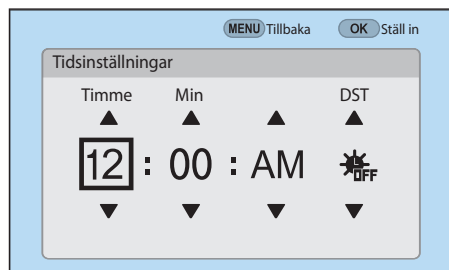 MENU Tillbaka OK Ställ in
Tidsinställningar
Timme Min DST
12 : 00 : AM OFF